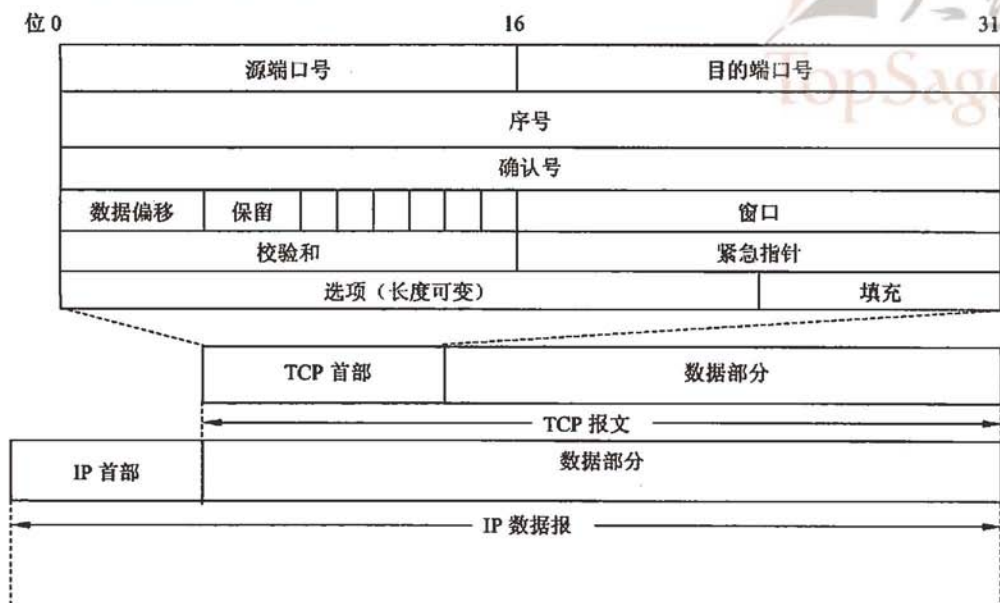 位 0 16 31
源端口号 目的端口号
TopSage
序号
确认号
数据偏移 保留 窗口
校验和 紧急指针
选项（长度可变） 填充
TCP 首部 数据部分
TCP 报文
IP 首部 数据部分
IP 数据报